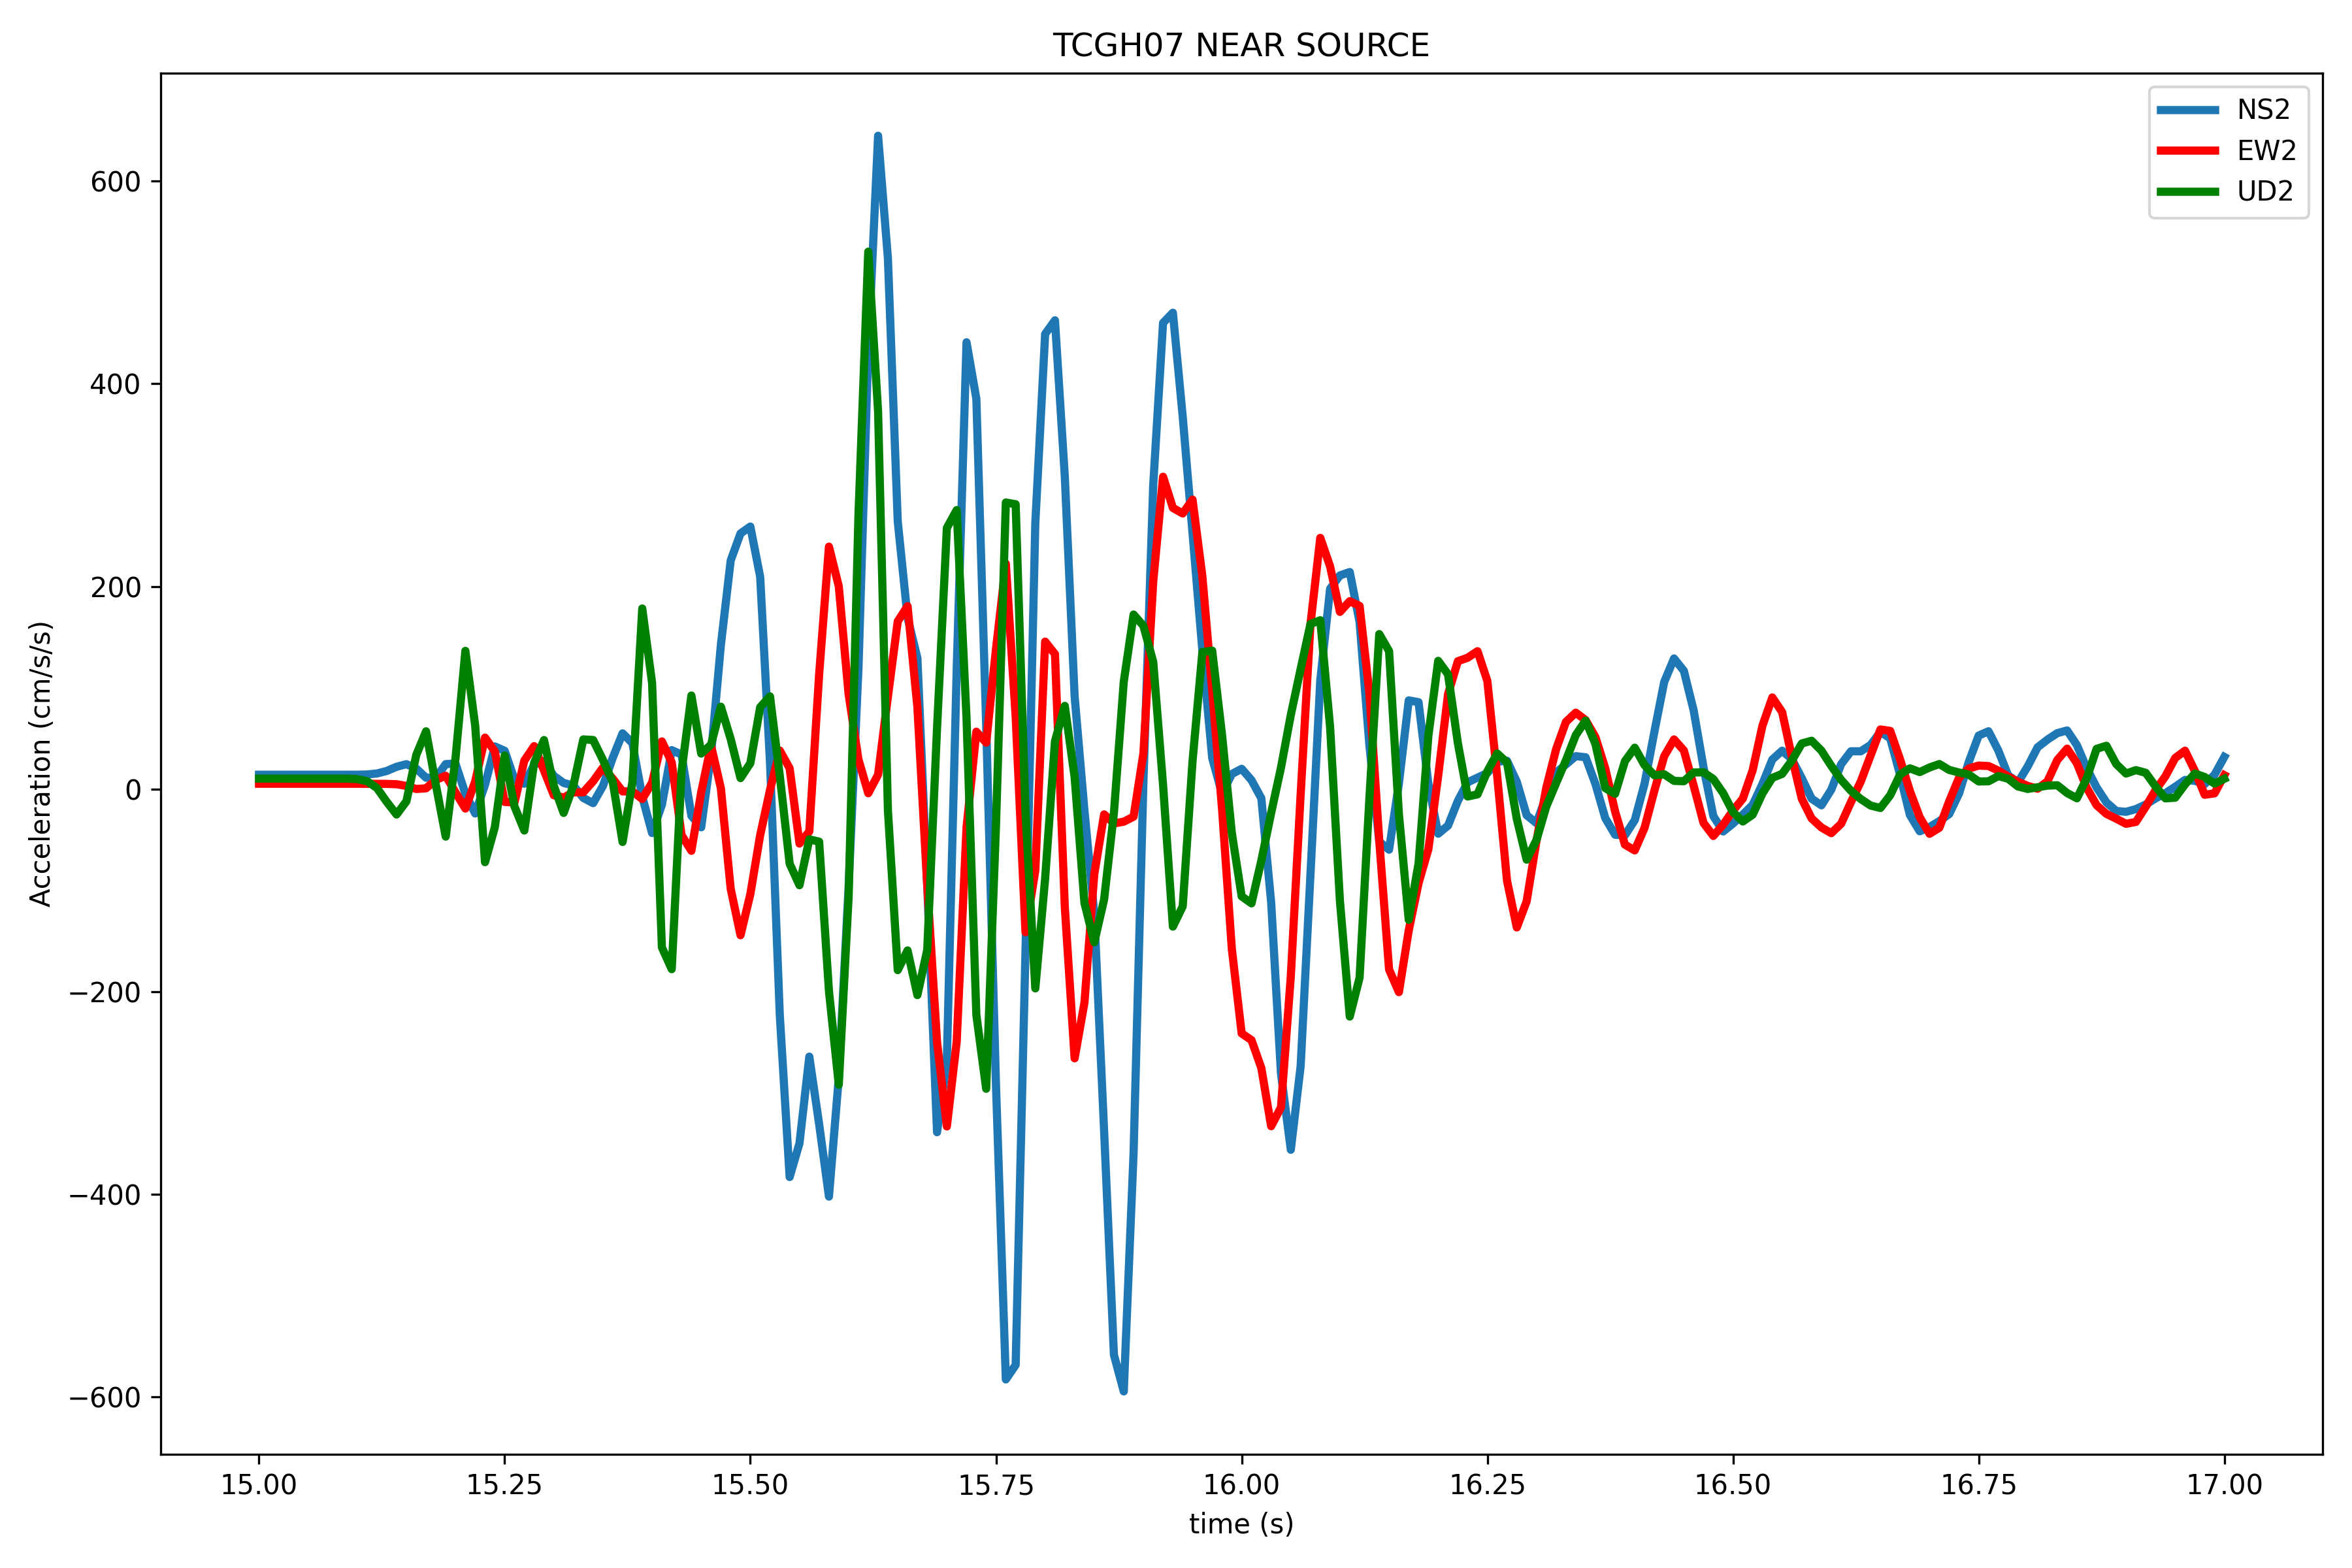 TCGH07 NEAR SOURCE
NS2
EW2
UD2
Acceleration (cm/s/s)
600
400
200
0
−200
−400
−600
15.00 15.25 15.50 15.75 16.00 16.25 16.50 16.75 17.00
time (s)